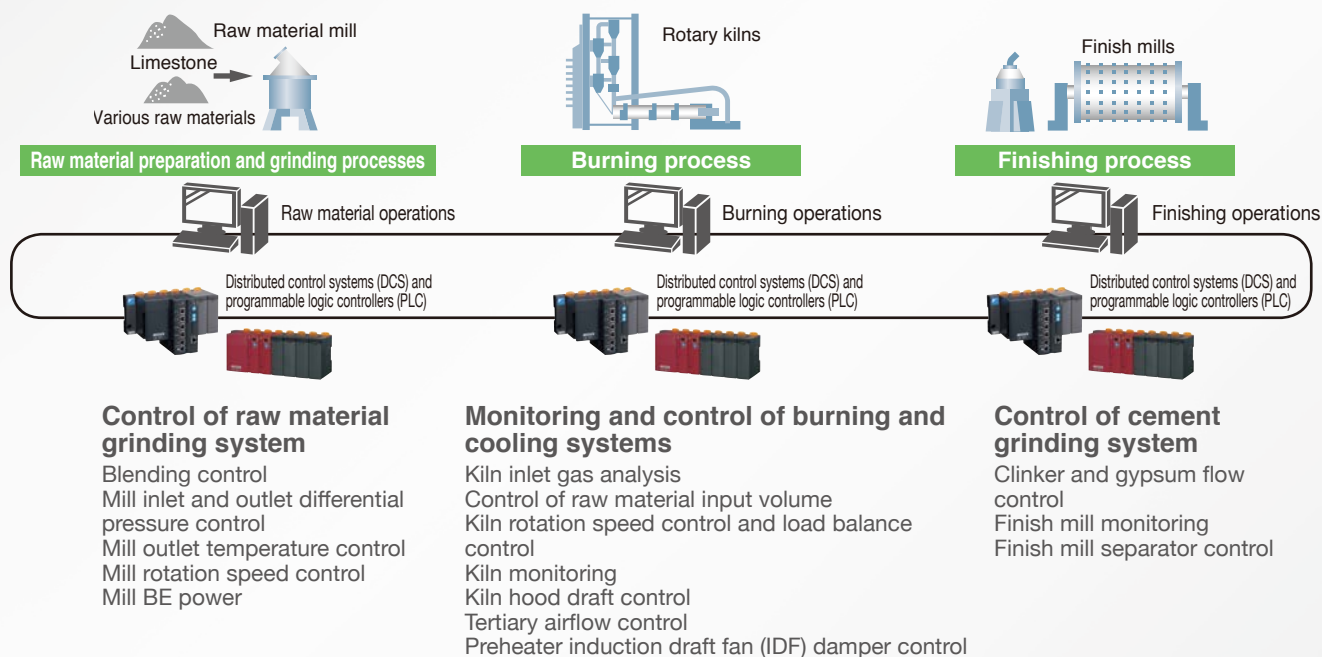 Raw material mill
Limestone
Various raw materials
Rotary kilns
Finish mills
Raw material preparation and grinding processes
Burning process
Finishing process
Raw material operations
Burning operations
Finishing operations
Distributed control systems (DCS) and
programmable logic controllers (PLC)
Distributed control systems (DCS) and
programmable logic controllers (PLC)
Distributed control systems (DCS) and
programmable logic controllers (PLC)
Control of raw material
grinding system
Blending control
Mill inlet and outlet differential
pressure control
Mill outlet temperature control
Mill rotation speed control
Mill BE power
Monitoring and control of burning and
cooling systems
Kiln inlet gas analysis
Control of raw material input volume
Kiln rotation speed control and load balance
control
Kiln monitoring
Kiln hood draft control
Tertiary airflow control
Preheater induction draft fan (IDF) damper control
Control of cement
grinding system
Clinker and gypsum flow
control
Finish mill monitoring
Finish mill separator control